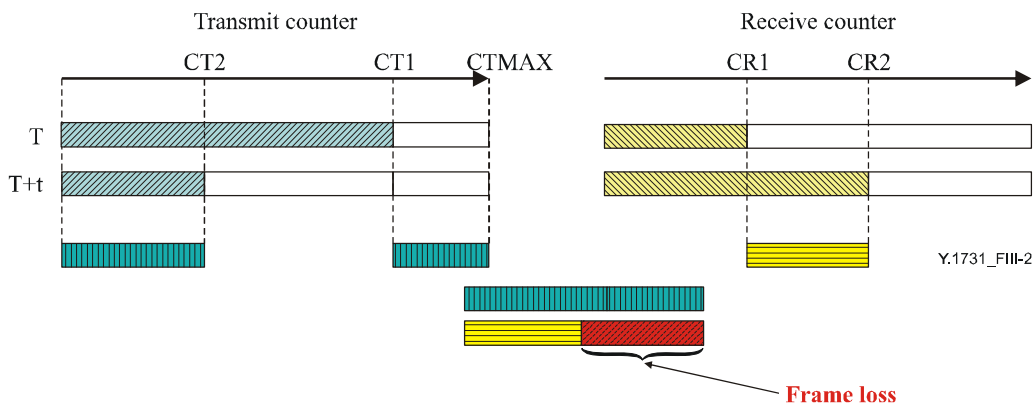 Transmit counter
Receive counter
CT2
CT1
CTMAX
CR1
CR2
T
T+t
Y.1731_FIII-2
Frame loss